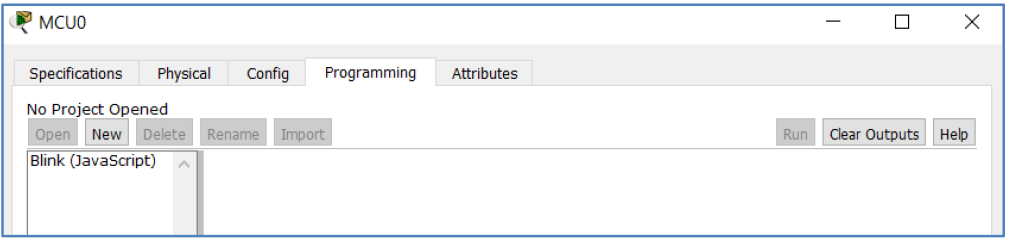 MCU0
Specifications Physical Config Programming Attributes
No Project Opened
Open New Delete Rename Import Run Clear Outputs Help
Blink (JavaScript)